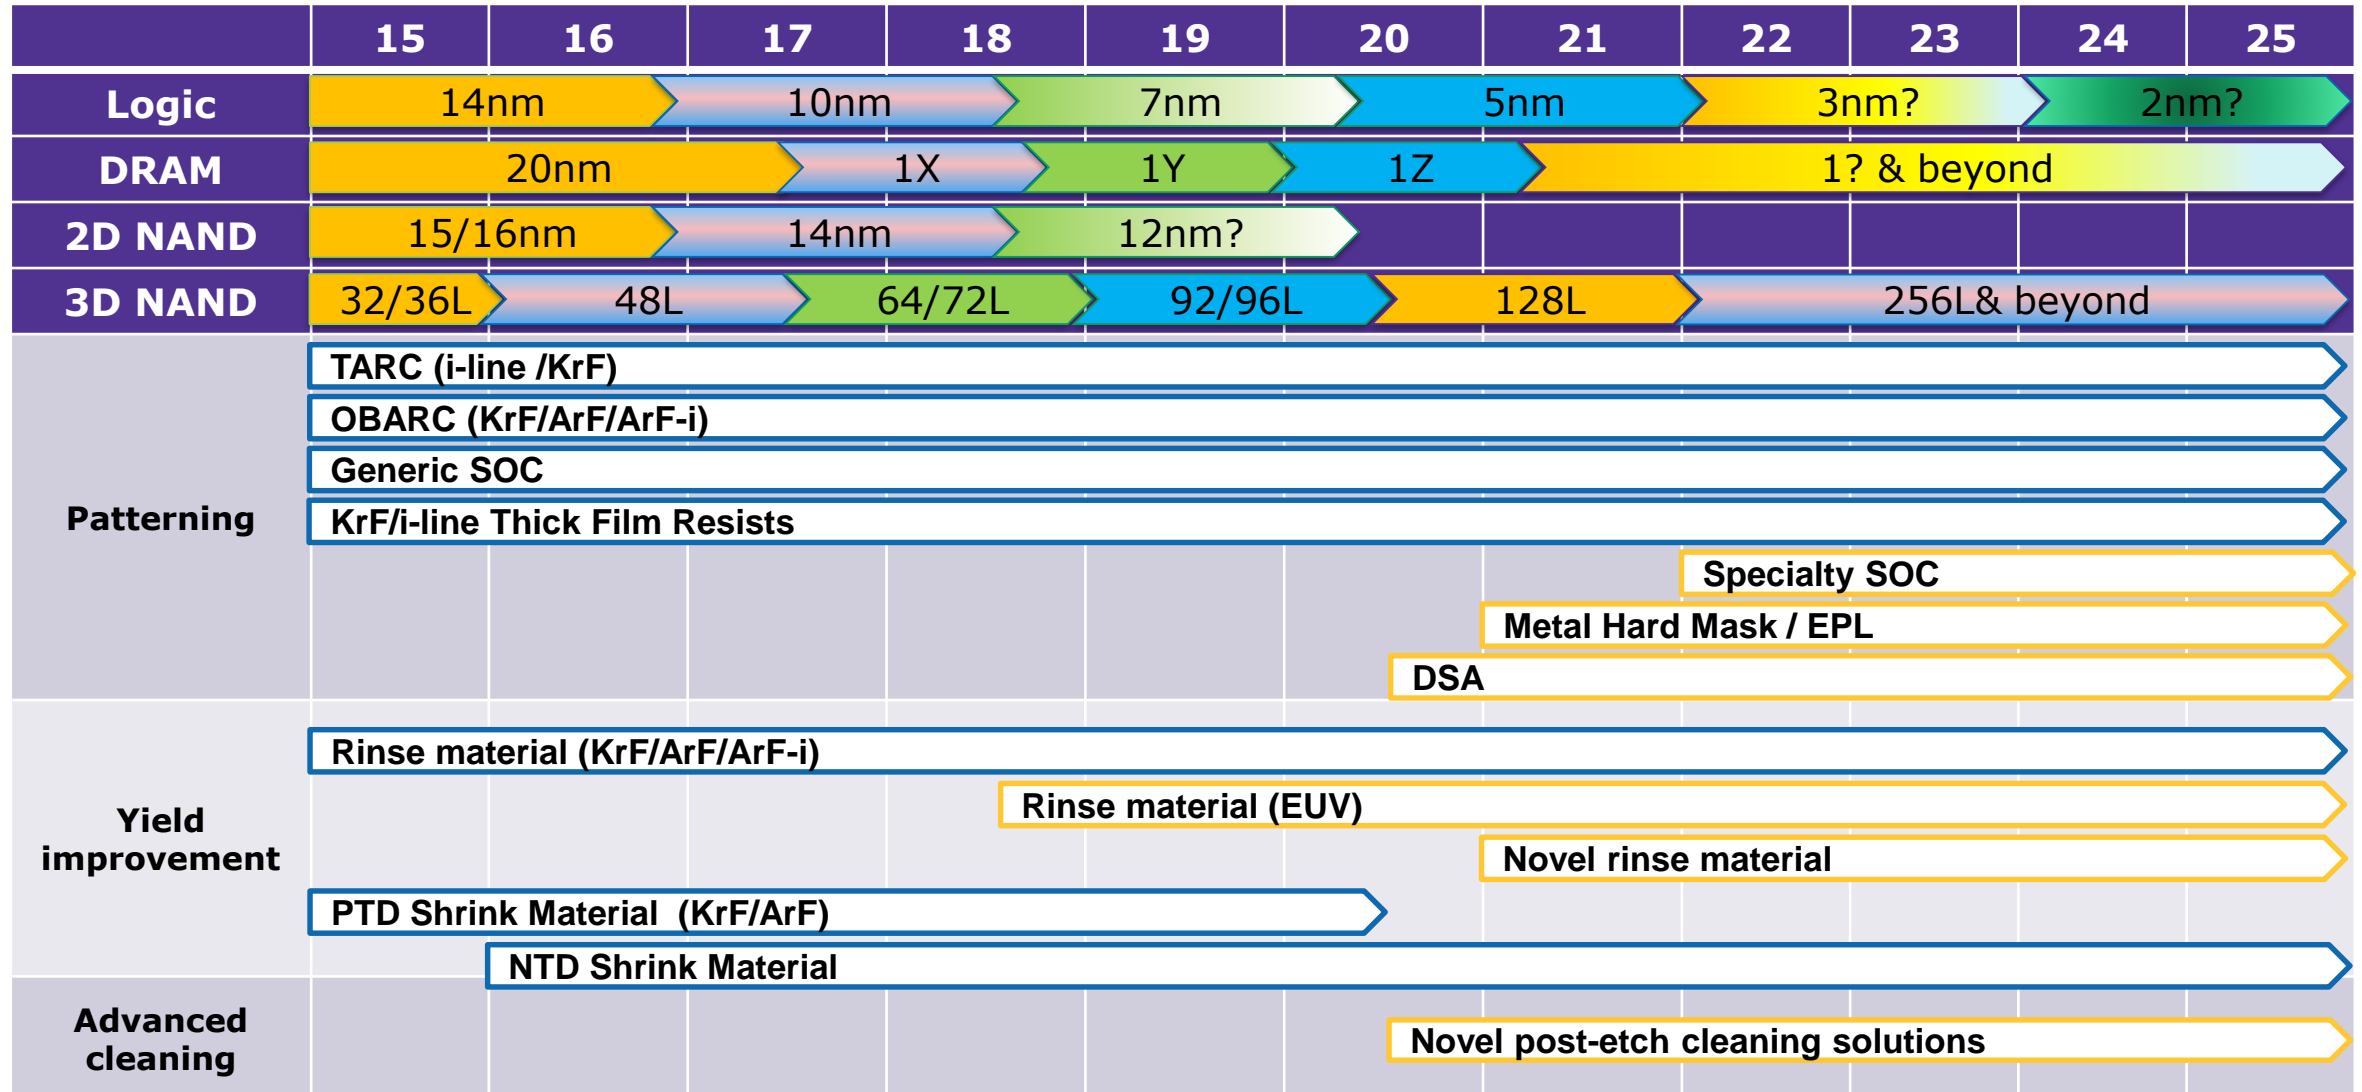 15 16 17 18 19 20 21 22 23 24 25
Logic 14nm 10nm 7nm 5nm 3nm? 2nm?
DRAM 20nm 1X 1Y 1Z 1? & beyond
2D NAND 15/16nm 14nm 12nm?
3D NAND 32/36L 48L 64/72L 92/96L 128L 256L& beyond
Patterning
TARC (i-line /KrF)
OBARC (KrF/ArF/ArF-i)
Generic SOC
KrF/i-line Thick Film Resists
Specialty SOC
Metal Hard Mask / EPL
DSA
Yield
improvement
Rinse material (KrF/ArF/ArF-i)
Rinse material (EUV)
Novel rinse material
PTD Shrink Material (KrF/ArF)
NTD Shrink Material
Advanced
cleaning
Novel post-etch cleaning solutions